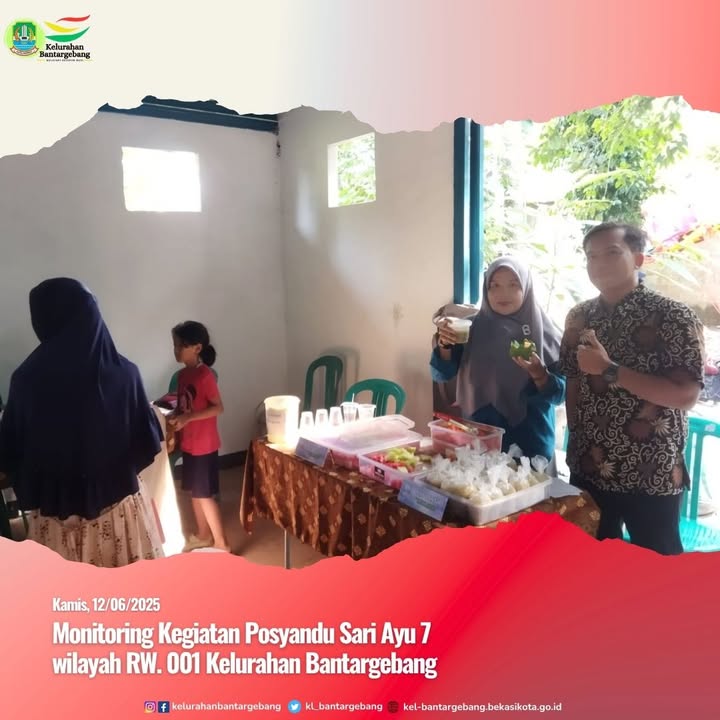 Kelurahan
Bantargebang
Kamis, 12/06/2025
Monitoring Kegiatan Posyandu Sari Ayu 7
wilayah RW. 001 Kelurahan Bantargebang
kelurahanbantargebang kl_bantargebang kel-bantargebang.bekasikota.go.id